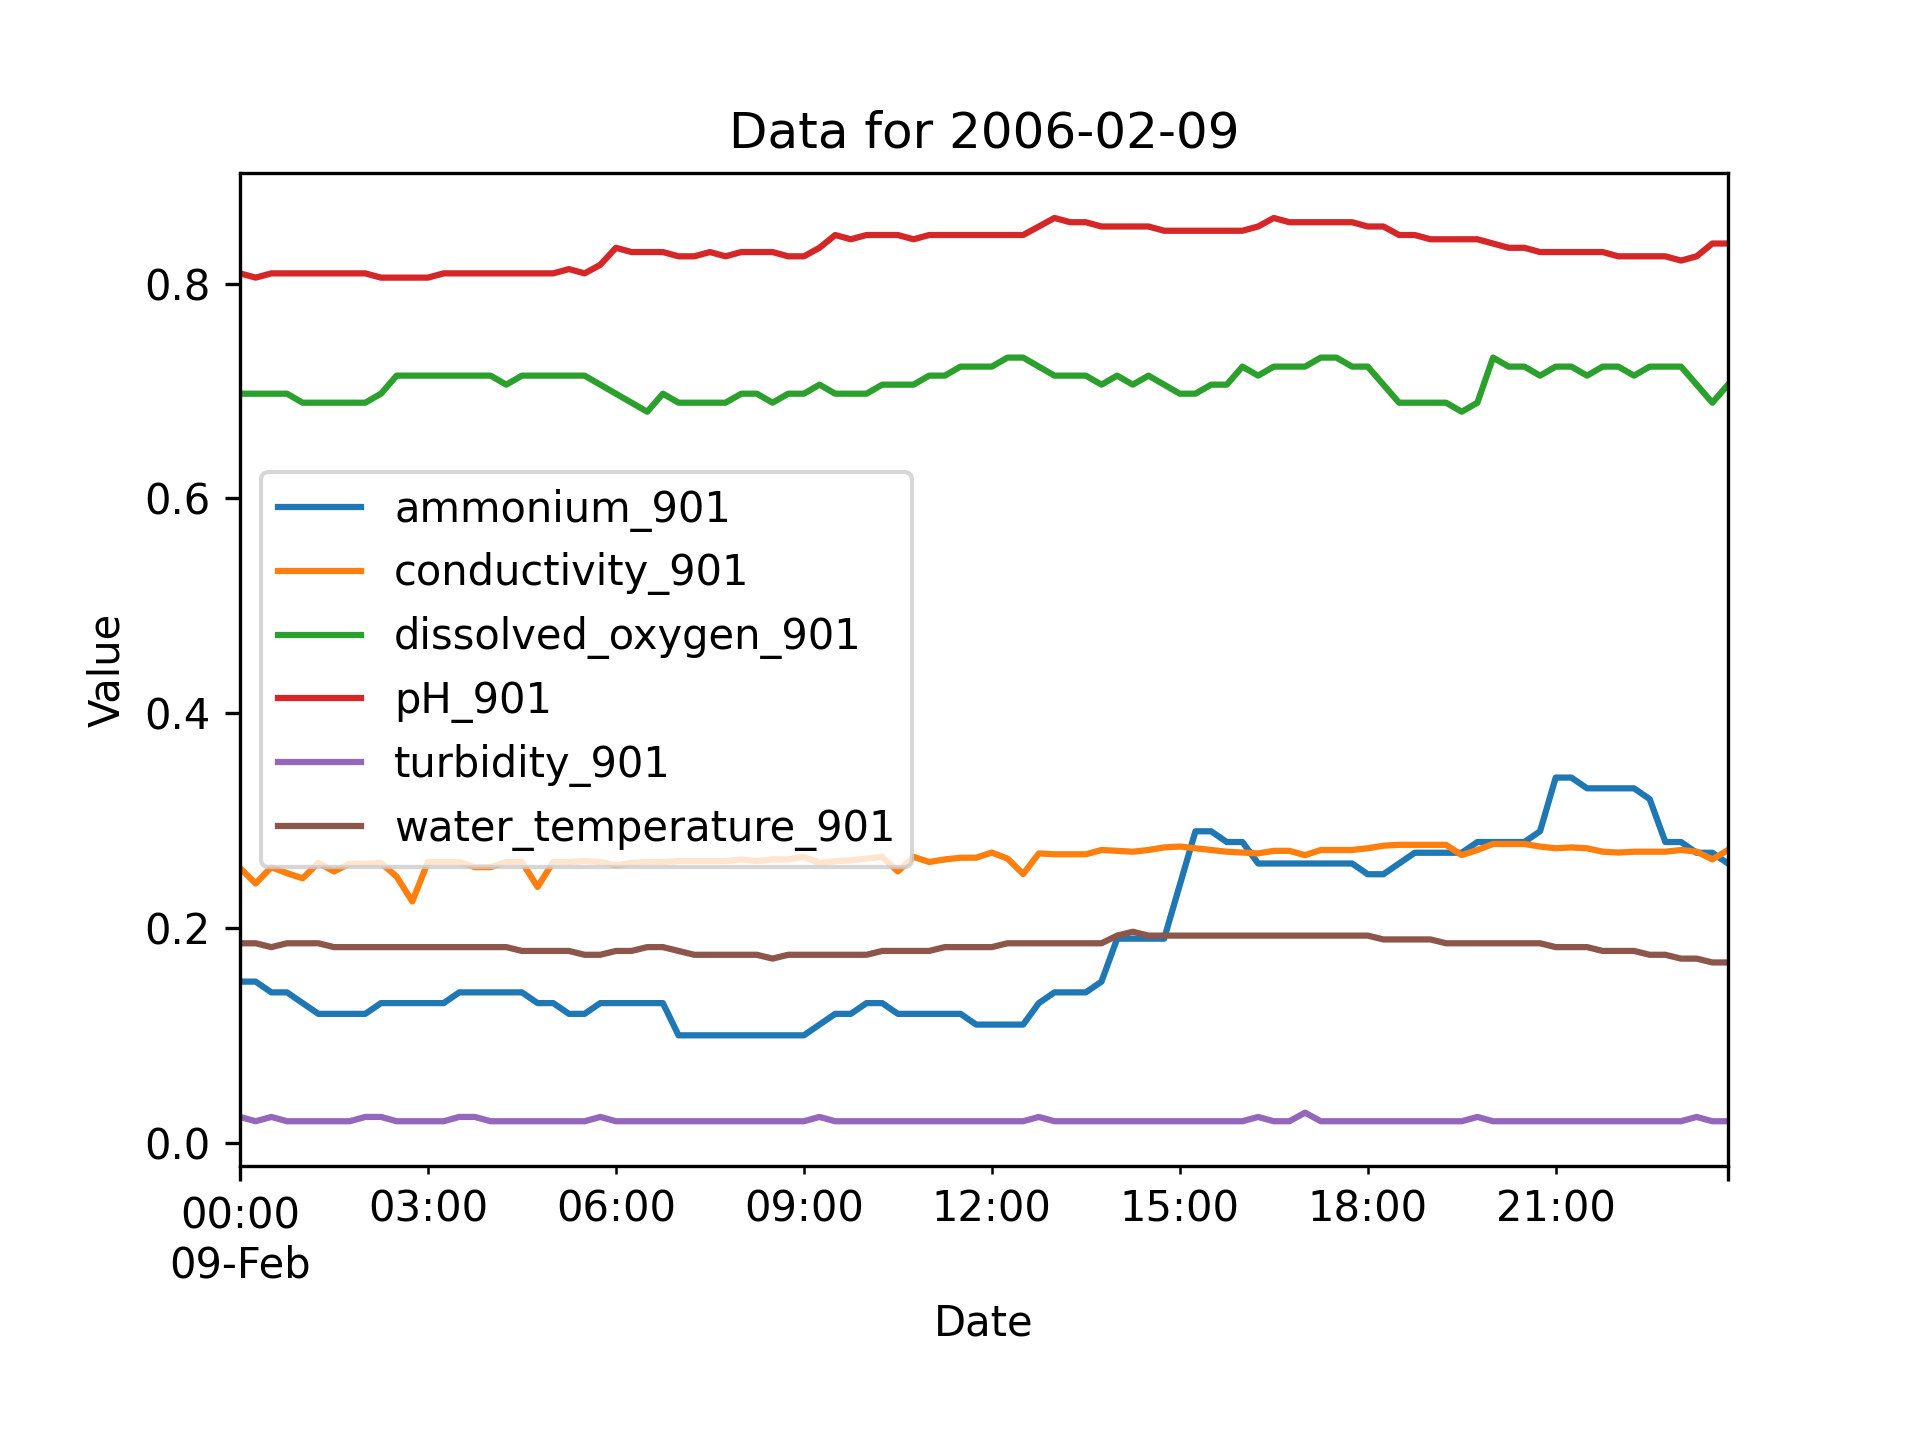 Data for 2006-02-09
Value
0.8
0.6
0.4
0.2
0.0
ammonium_901
conductivity_901
dissolved_oxygen_901
pH_901
turbidity_901
water_temperature_901
00:00 03:00 06:00 09:00 12:00 15:00 18:00 21:00
09-Feb
Date